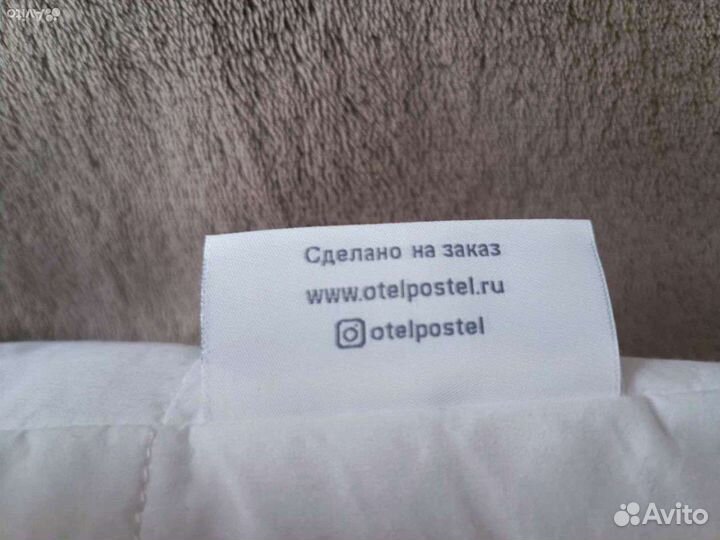 Avito
Сделано на заказ
www.otelpostel.ru
otelpostel
Avito